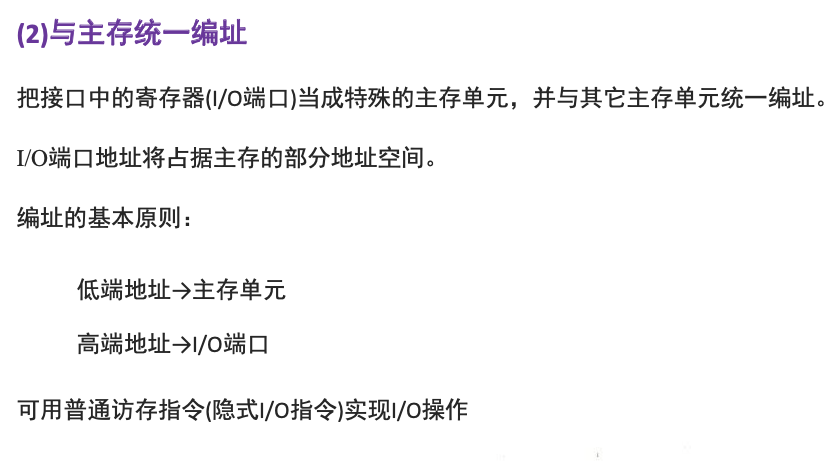 (2)与主存统一编址
把接口中的寄存器(I/O端口)当成特殊的主存单元，并与其它主存单元统一编址。
I/O端口地址将占据主存的部分地址空间。
编址的基本原则：
低端地址→主存单元
高端地址→I/O端口
可用普通访存指令(隐式I/O指令)实现I/O操作